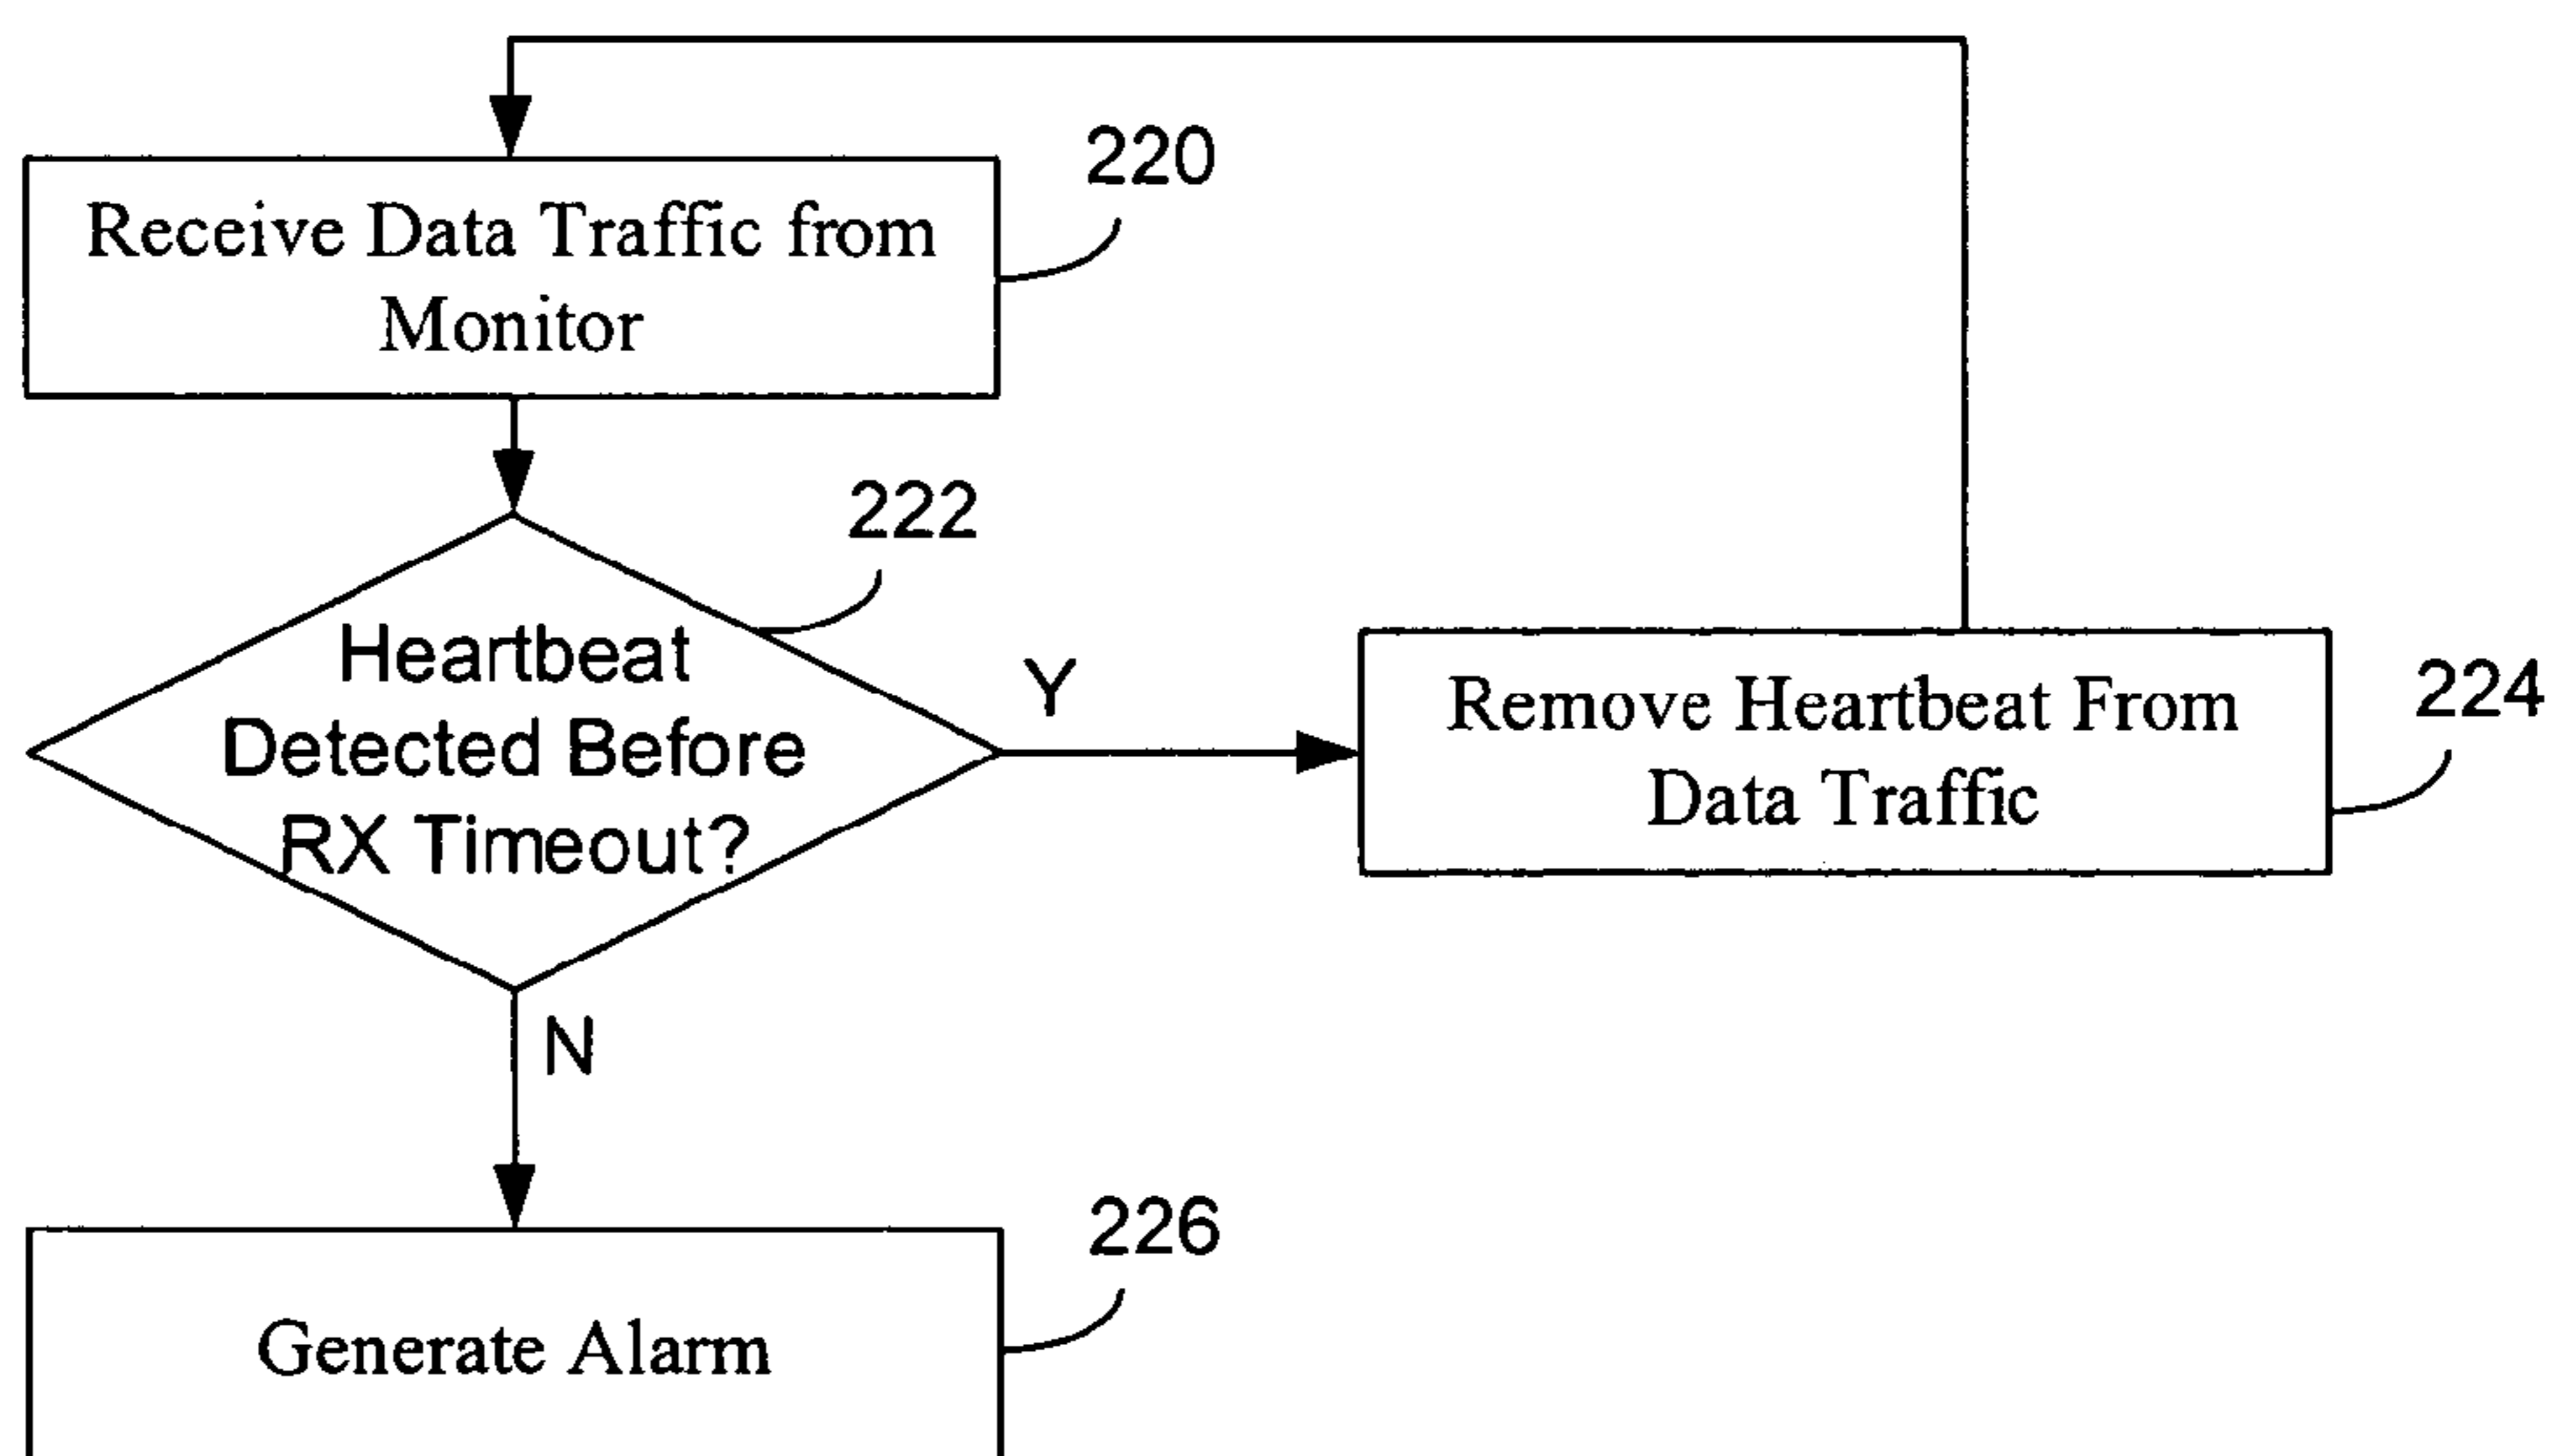 220
Receive Data Traffic from
Monitor
222
Heartbeat
Detected Before
RX Timeout?
Y
224
Remove Heartbeat From
Data Traffic
N
226
Generate Alarm